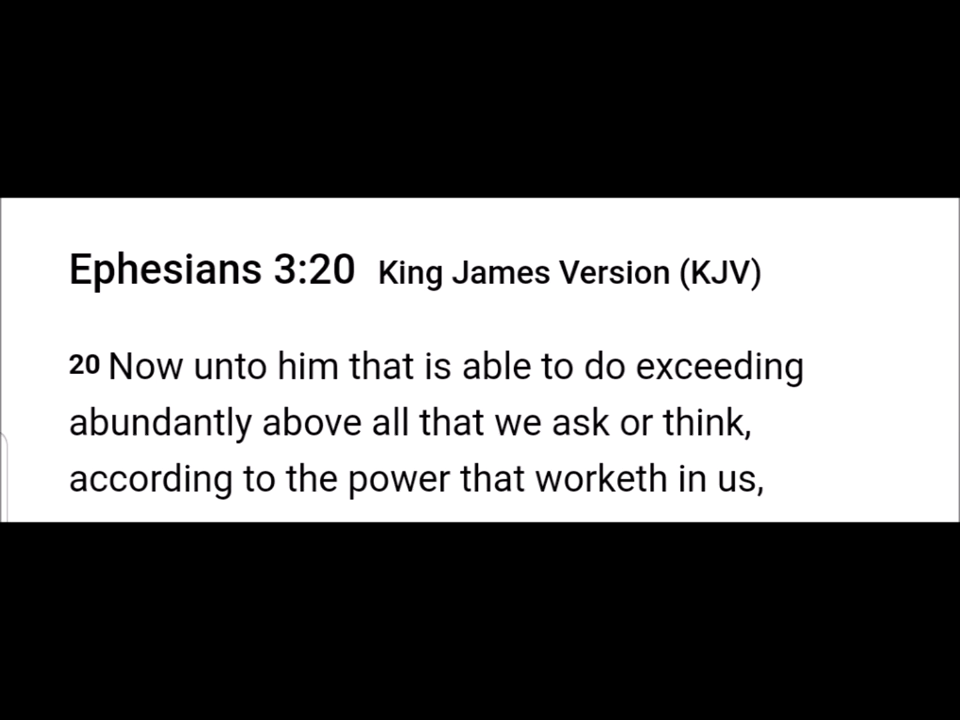 Ephesians 3:20 King James Version (KJV)
20 Now unto him that is able to do exceeding
abundantly above all that we ask or think,
according to the power that worketh in us,